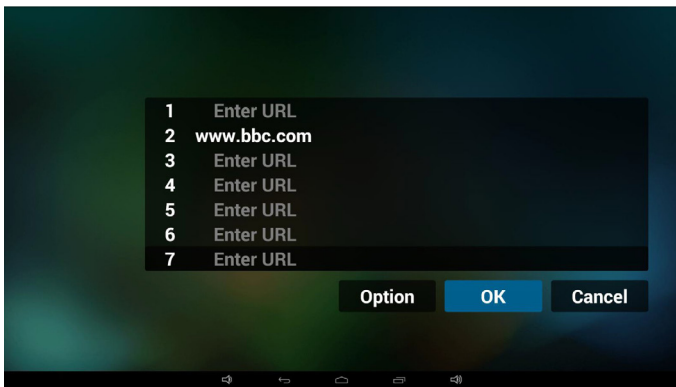 1 Enter URL
2 www.bbc.com
3 Enter URL
4 Enter URL
5 Enter URL
6 Enter URL
7 Enter URL
Option OK Cancel